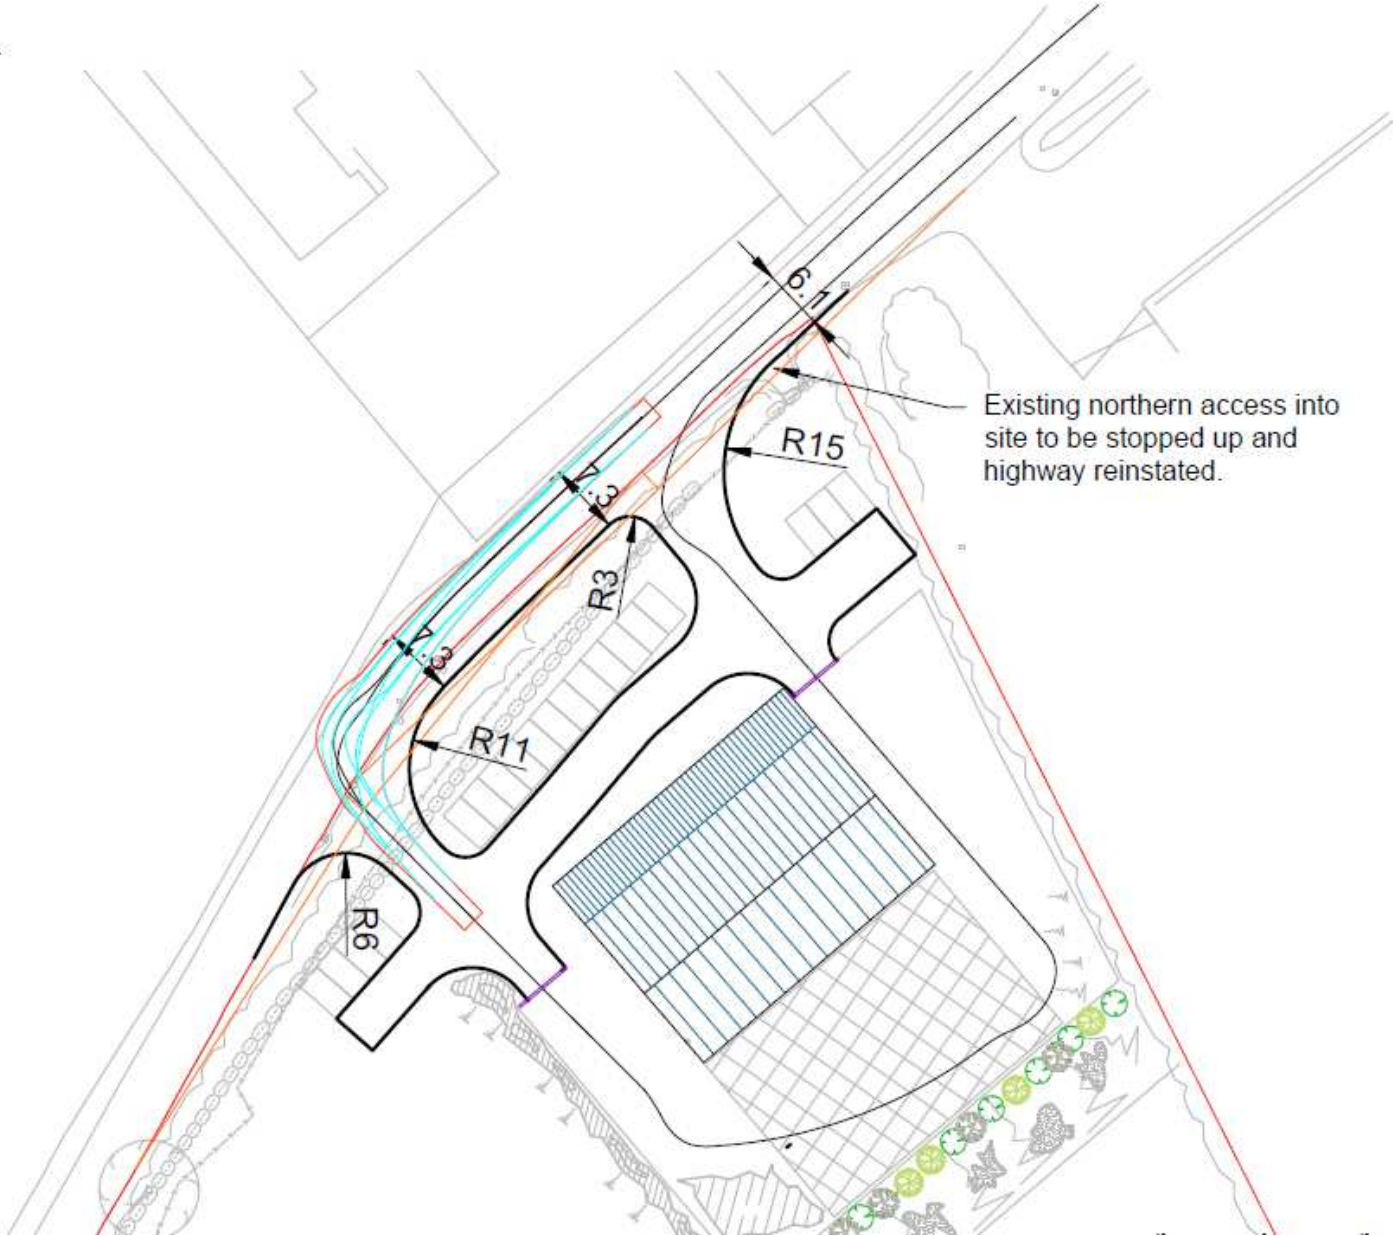 6.1
Existing northern access into
site to be stopped up and
highway reinstated.
R15
7.3
R3
7.3
R11
R6